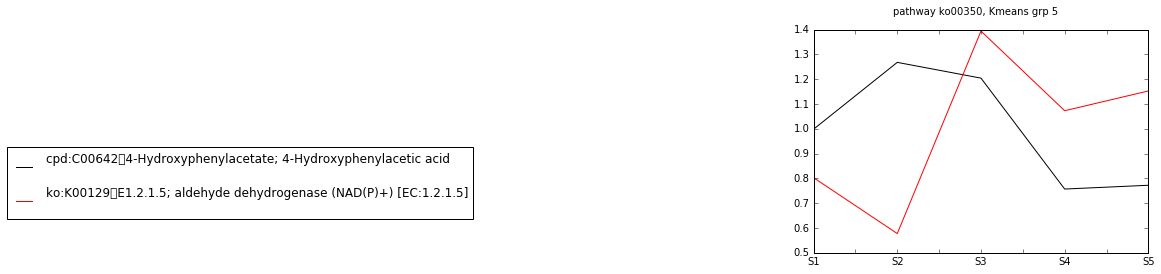 pathway ko00350, Kmeans grp 5
1.4
1.3
1.2
1.1
1.0
0.9
0.8
0.7
0.6
0.5
S1 S2 S3 S4 S5
cpd:C00642▯4-Hydroxyphenylacetate; 4-Hydroxyphenylacetic acid
ko:K00129▯E1.2.1.5; aldehyde dehydrogenase (NAD(P)+) [EC:1.2.1.5]